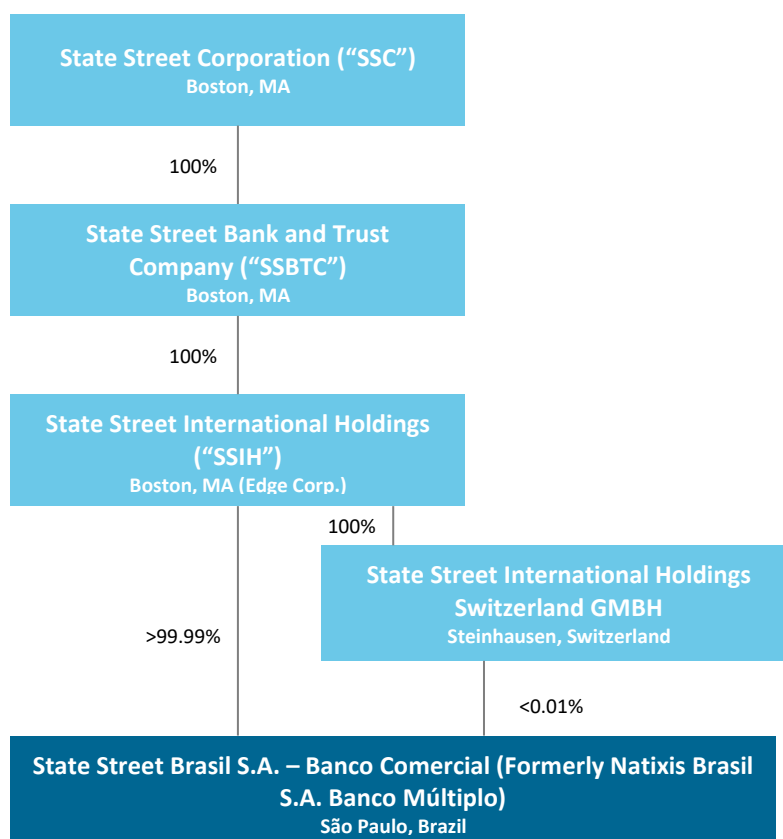 State Street Corporation (“SSC”)
Boston, MA
100%
State Street Bank and Trust
Company (“SSBTC”)
Boston, MA
100%
State Street International Holdings
(“SSIH”)
Boston, MA (Edge Corp.)
100%
State Street International Holdings
Switzerland GMBH
Steinhausen, Switzerland
>99.99%
<0.01%
State Street Brasil S.A. – Banco Comercial (Formerly Natixis Brasil
S.A. Banco Múltiplo)
São Paulo, Brazil